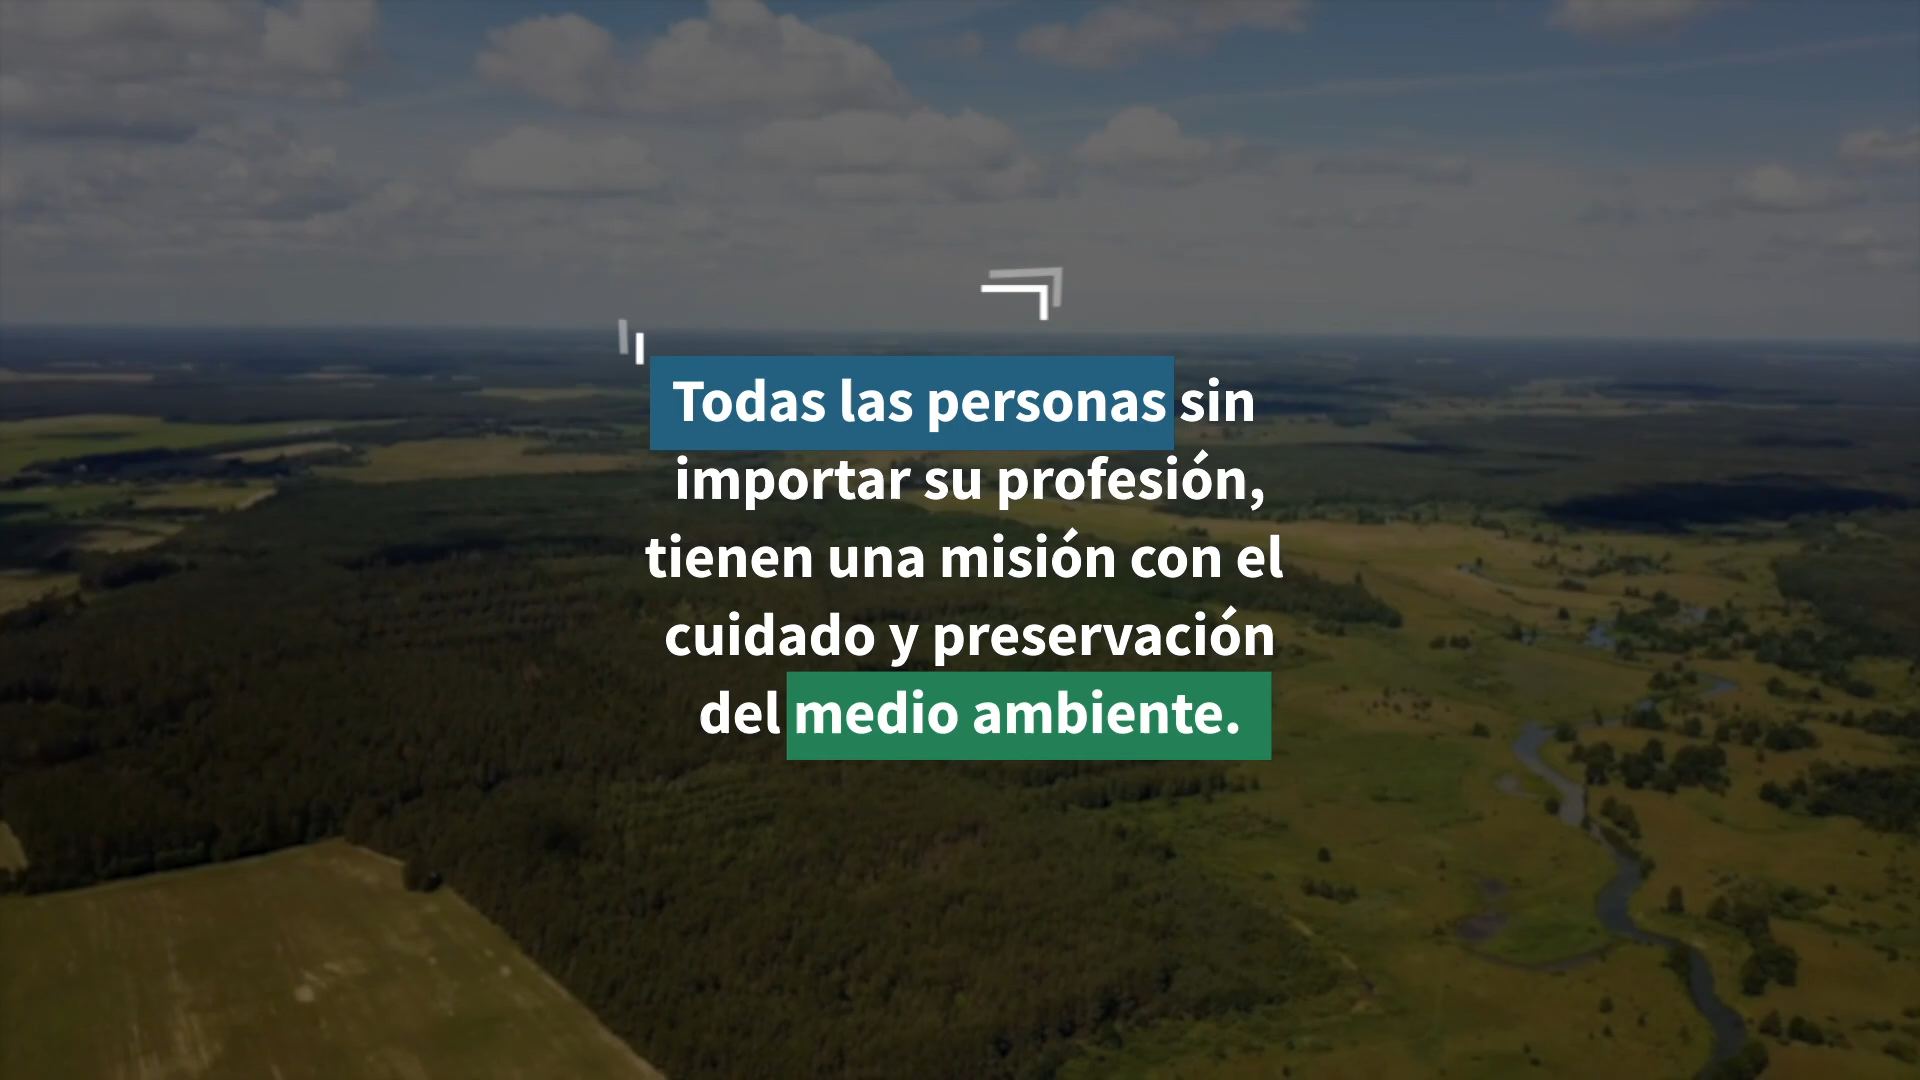 Todas las personas sin
importar su profesión,
tienen una misión con el
cuidado y preservación
del medio ambiente.